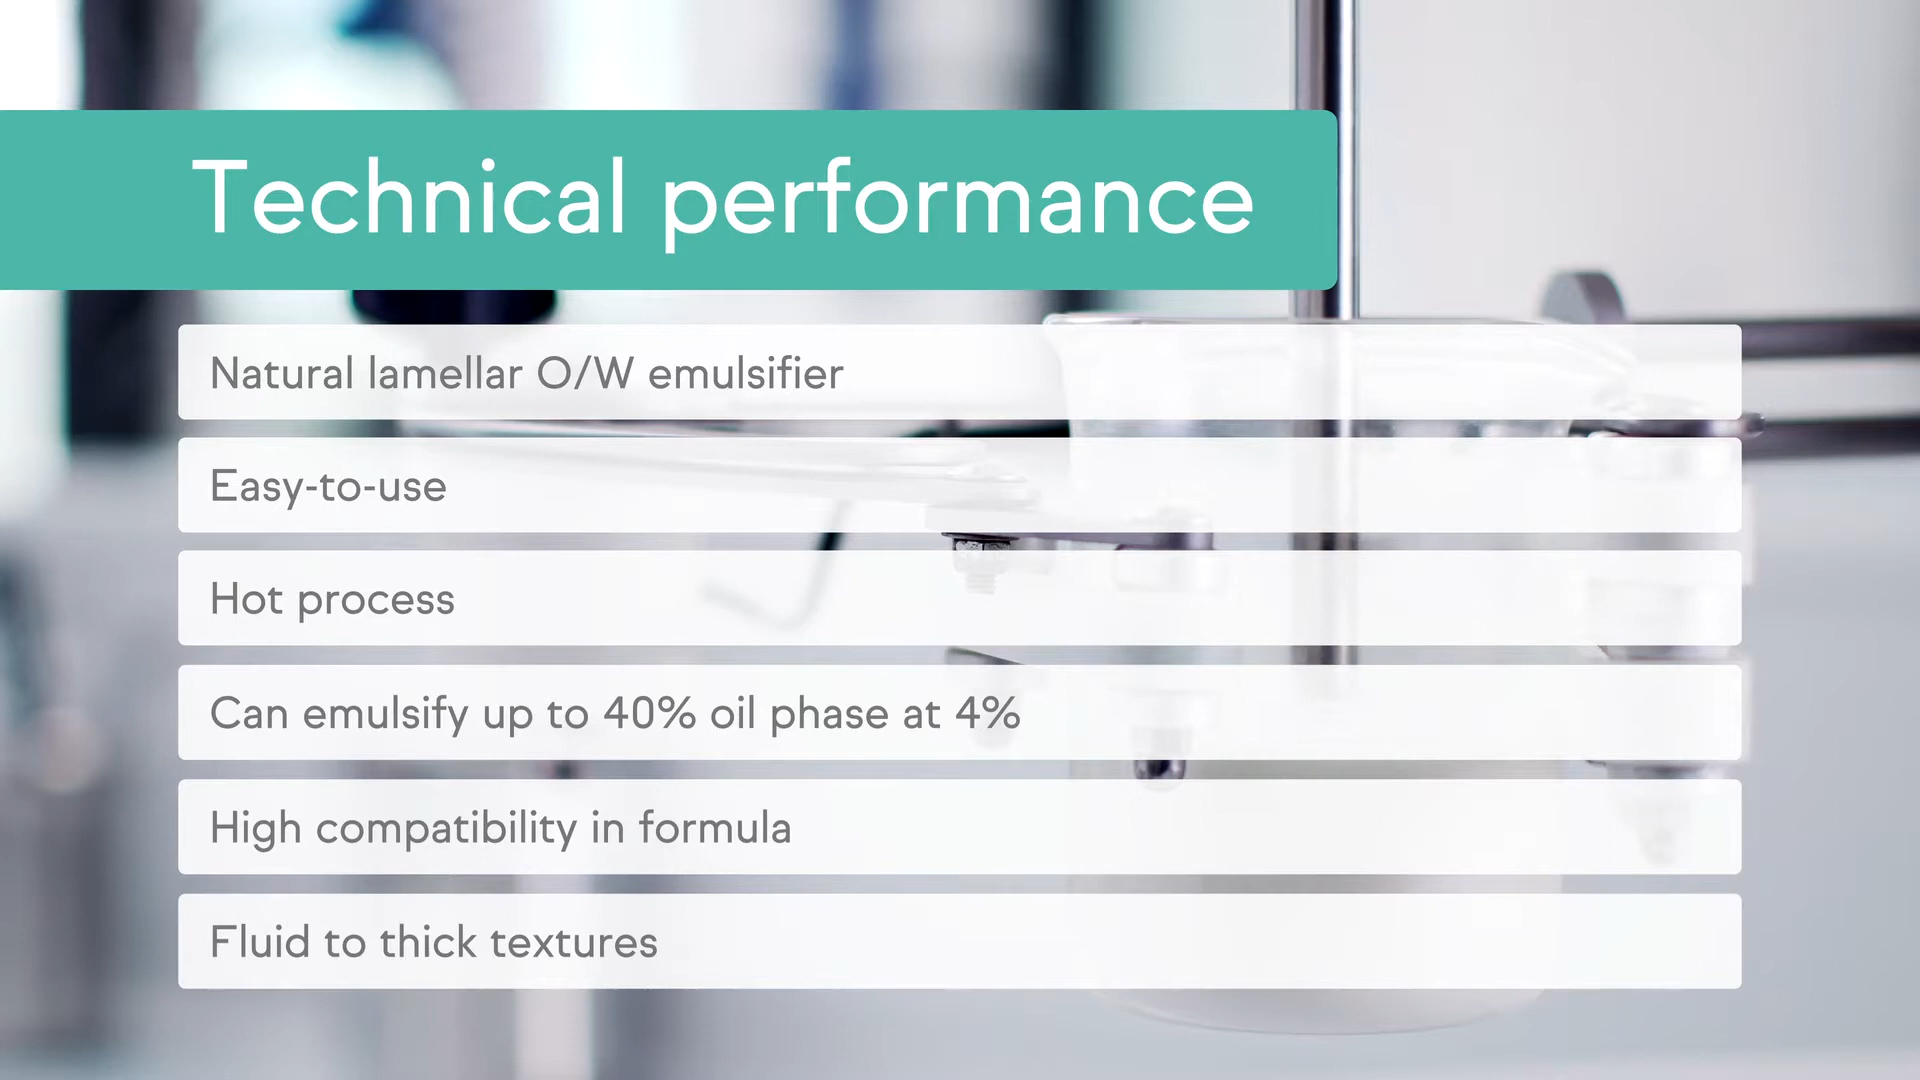 Technical performance
Natural lamellar O/W emulsifier
Easy-to-use
Hot process
Can emulsify up to 40% oil phase at 4%
High compatibility in formula
Fluid to thick textures